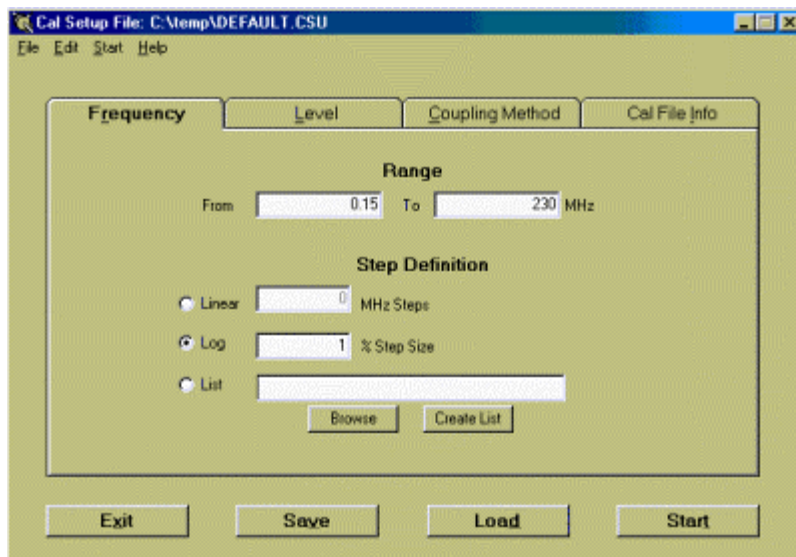 Cal Setup File: C:\temp\DEFAULT.CSU
File Edit Start Help
Frequency Level Coupling Method Cal File Info
Range
From 0.15 To 230 MHz
Step Definition
Linear 0 MHz Steps
Log 1 % Step Size
List
Browse Create List
Exit Save Load Start